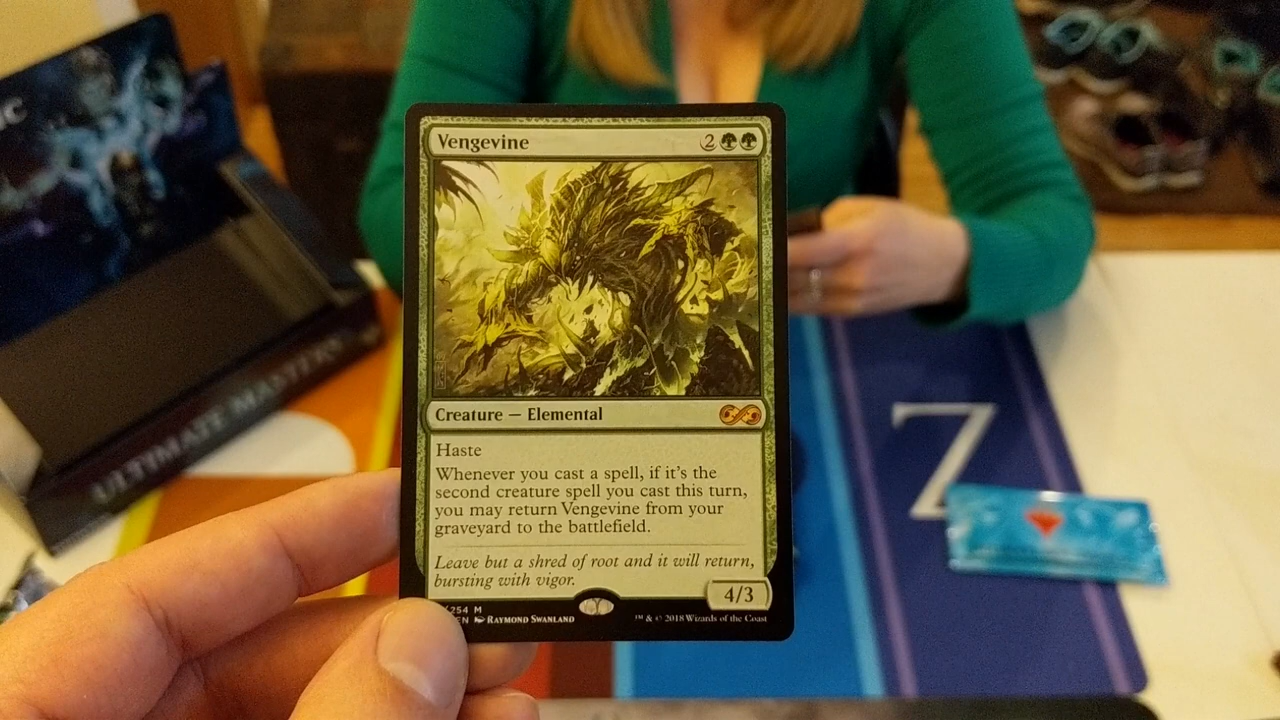 Vengevine 2
Creature — Elemental
Haste
Whenever you cast a spell, if it's the
second creature spell you cast this turn,
you may return Vengevine from your
graveyard to the battlefield.
Leave but a shred of root and it will return,
bursting with vigor.
4/3
/254 M
EN Raymond Swanland
™ & © 2018 Wizards of the Coast
ULTIMATE MASTERS
Z